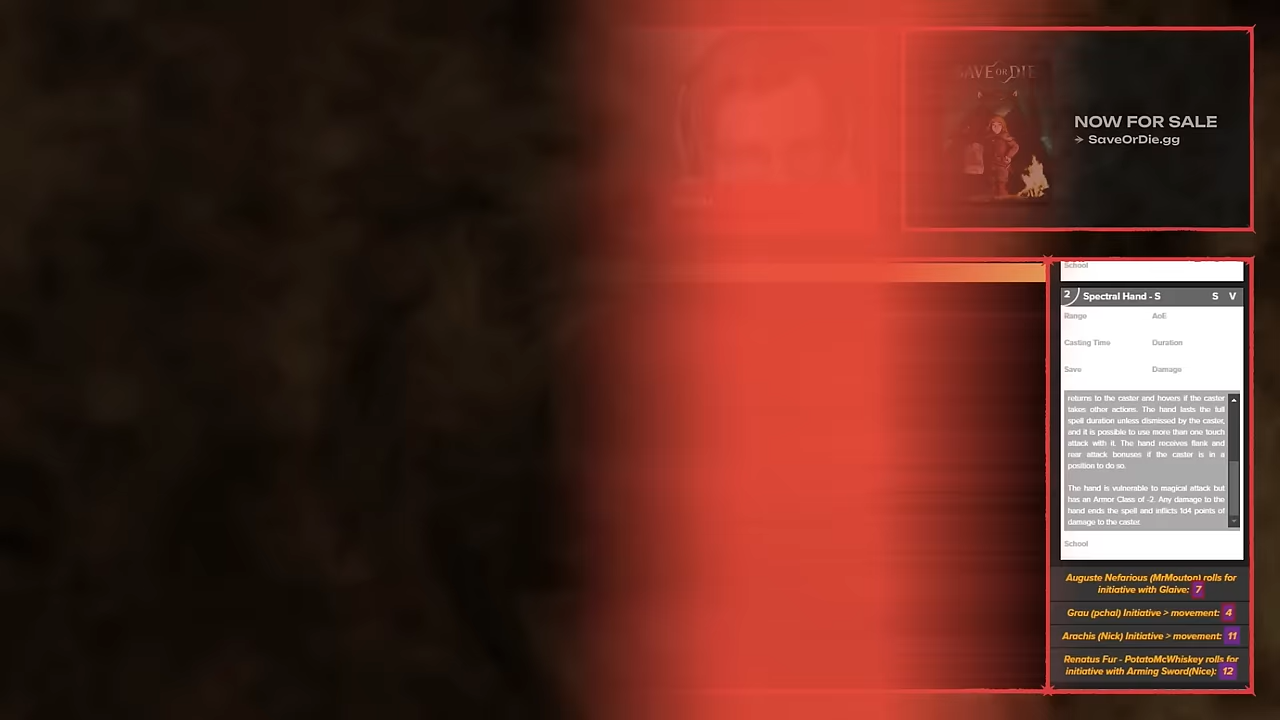 SAVE OR DIE
NOW FOR SALE
SaveOrDie.gg
School
2 Spectral Hand - S S V
Range AoE
Casting Time Duration
Save Damage
returns to the caster and hovers if the caster
takes other actions. The hand lasts the full
spell duration unless dismissed by the caster,
and it is possible to use more than one touch
attack with it. The hand receives flank and
rear attack bonuses if the caster is in a
position to do so.
The hand is vulnerable to magical attack but
has an Armor Class of -2. Any damage to the
hand ends the spell and inflicts 1d4 points of
damage to the caster.
School
Auguste Nefarious (MrMouton) rolls for
initiative with Glaive: 7
Grau (pchal) Initiative > movement: 4
Arachis (Nick) Initiative > movement: 11
Renatus Fur - PotatoMcWhiskey rolls for
initiative with Arming Sword(Nice): 12